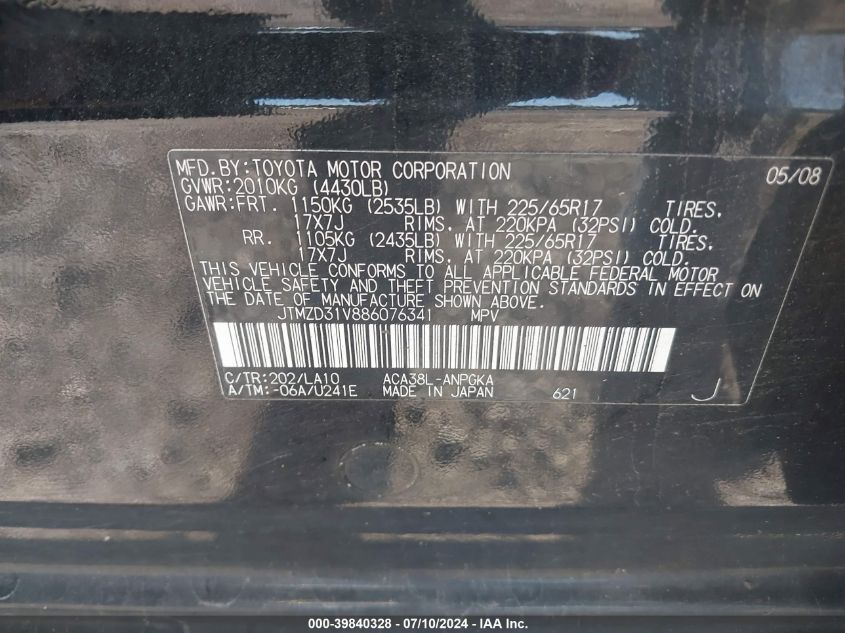 MFD.BY:TOYOTA MOTOR CORPORATION 05/08
GVWR:2010KG (4430LB)
GAWR:FRT. 1150KG (2535LB) WITH 225/65R17 TIRES,
17X7J RIMS, AT 220KPA (32PSI) COLD.
RR. 1105KG (2435LB) WITH 225/65R17 TIRES,
17X7J RIMS, AT 220KPA (32PSI) COLD.
THIS VEHICLE CONFORMS TO ALL APPLICABLE FEDERAL MOTOR
VEHICLE SAFETY AND THEFT PREVENTION STANDARDS IN EFFECT ON
THE DATE OF MANUFACTURE SHOWN ABOVE.
JTMZD31V886076341 MPV
C/TR:202/LA10 ACA38L-ANPGKA
A/TM:-06A/U241E MADE IN JAPAN 621 J
000-39840328 - 07/10/2024 - IAA Inc.